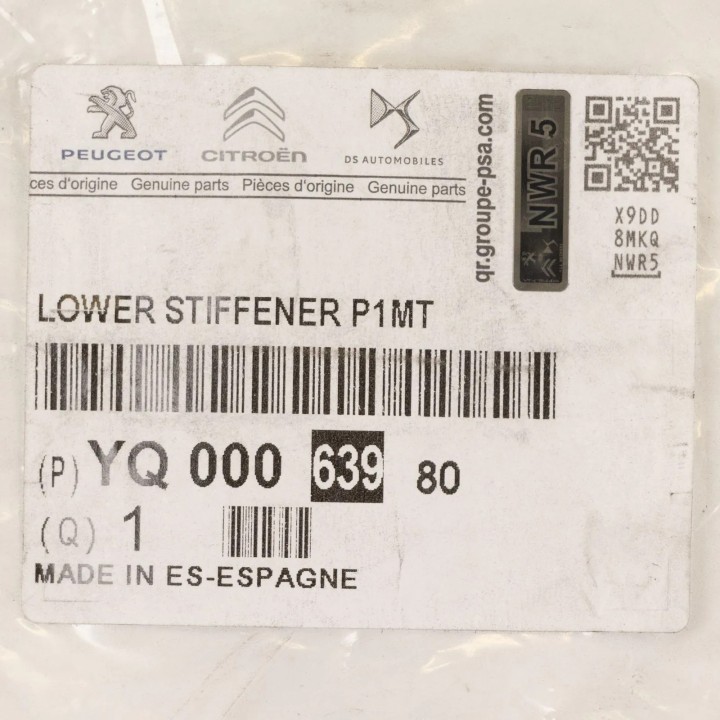 PEUGEOT CITROËN DS AUTOMOBILES
ces d'origine Genuine parts Pièces d'origine Genuine parts
qr.groupe-psa.com
NWR 5
X9DD
8MKQ
NWR5
LOWER STIFFENER P1MT
(P) YQ 000 639 80
(Q) 1
MADE IN ES-ESPAGNE